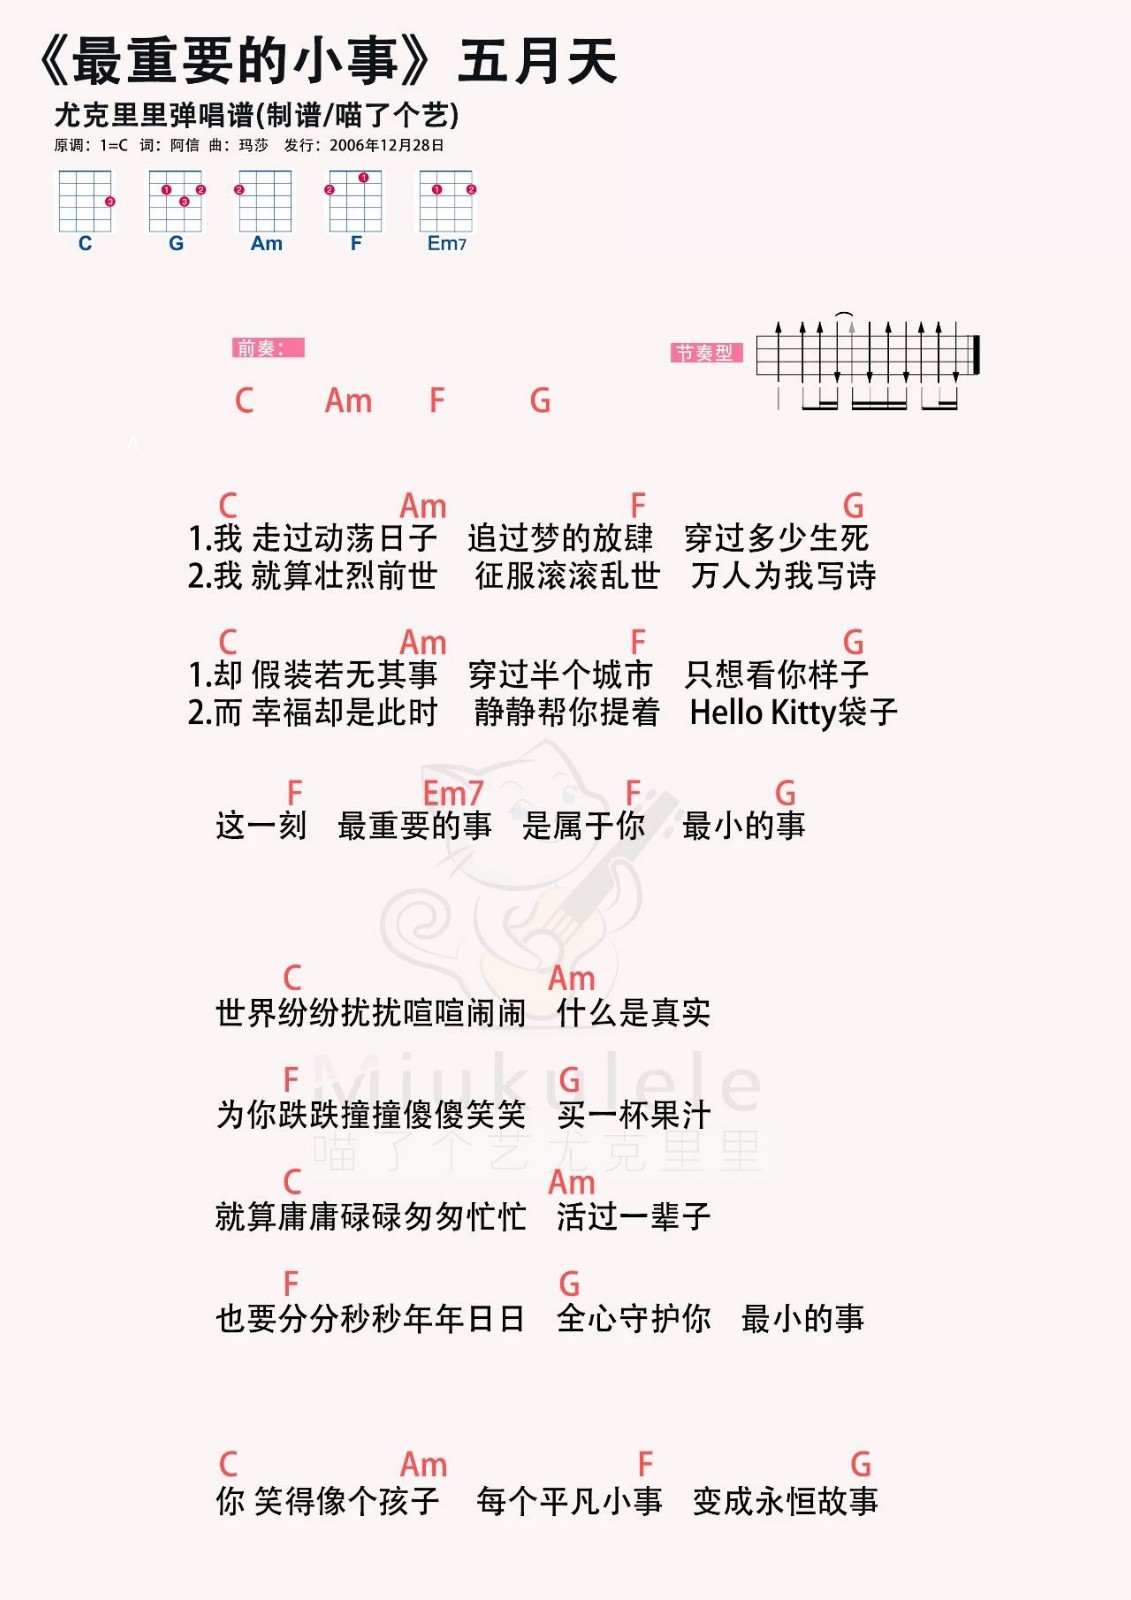 《最重要的小事》五月天
尤克里里弹唱谱(制谱/喵了个艺)
原调：1=C 词：阿信 曲：玛莎 发行：2006年12月28日
3 1 2 3 2 2 1 1 2
C G Am F Em7
前奏： 节奏型
C Am F G
C Am F G
1.我 走过动荡日子 追过梦的放肆 穿过多少生死
2.我 就算壮烈前世 征服滚滚乱世 万人为我写诗
C Am F G
1.却 假装若无其事 穿过半个城市 只想看你样子
2.而 幸福却是此时 静静帮你提着 Hello Kitty袋子
F Em7 F G
这一刻 最重要的事 是属于你 最小的事
C Am
世界纷纷扰扰喧喧闹闹 什么是真实
F G
Miukulele
为你跌跌撞撞傻傻笑笑 买一杯果汁
喵了个艺尤克里里
C Am
就算庸庸碌碌匆匆忙忙 活过一辈子
F G
也要分分秒秒年年日日 全心守护你 最小的事
C Am F G
你 笑得像个孩子 每个平凡小事 变成永恒故事